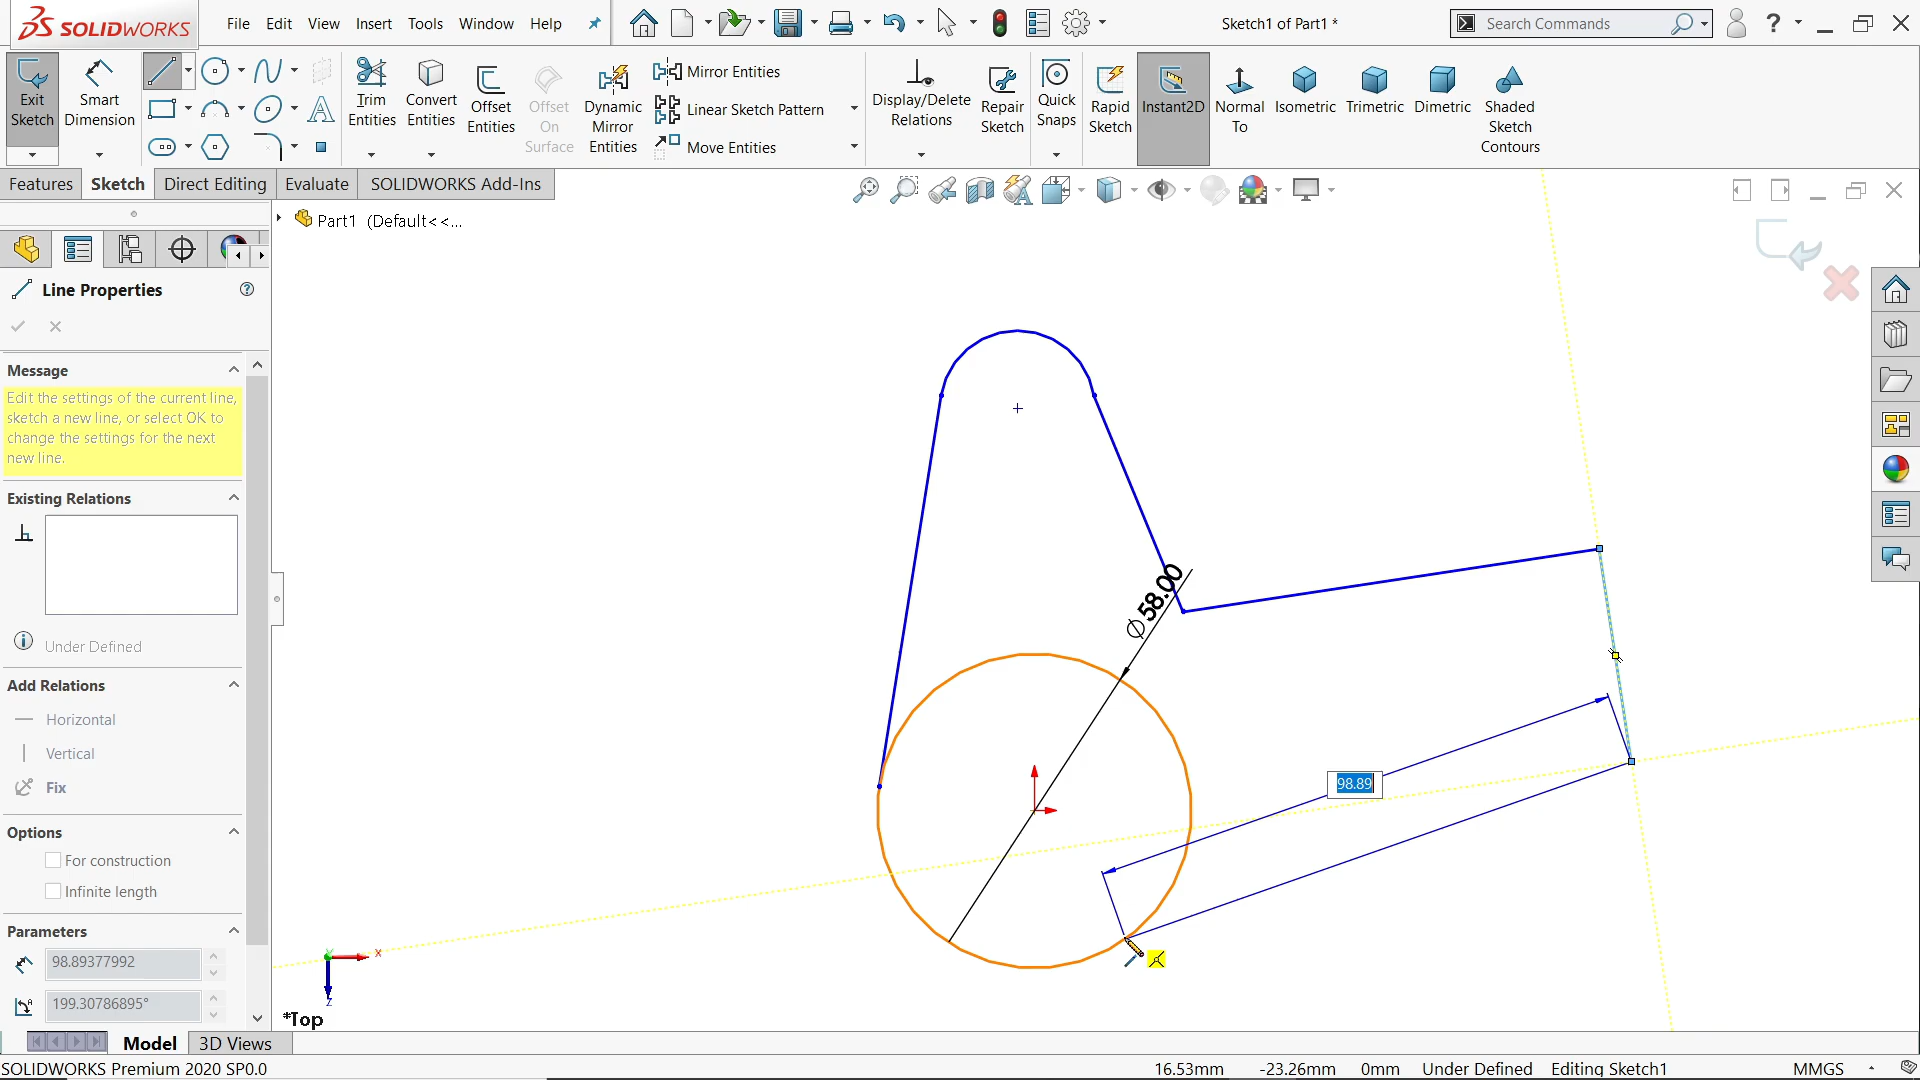 SOLIDWORKS
File Edit View Insert Tools Window Help
Sketch1 of Part1 *
Search Commands
?
Exit Sketch
Smart Dimension
Trim Entities
Convert Entities
Offset Entities
Offset On Surface
Dynamic Mirror Entities
Mirror Entities
Linear Sketch Pattern
Move Entities
Display/Delete Relations
Repair Sketch
Quick Snaps
Rapid Sketch
Instant2D
Normal To
Isometric
Trimetric
Dimetric
Shaded Sketch Contours
Features Sketch Direct Editing Evaluate SOLIDWORKS Add-Ins
Part1 (Default<<...
Line Properties
Message
Edit the settings of the current line,
sketch a new line, or select OK to
change the settings for the next
new line.
Existing Relations
Under Defined
Add Relations
Horizontal
Vertical
Fix
Options
For construction
Infinite length
Parameters
98.89377992
199.30786895°
∅58.00
98.89
Y
X
Z
*Top
Model 3D Views
SOLIDWORKS Premium 2020 SP0.0
16.53mm -23.26mm 0mm Under Defined Editing Sketch1 MMGS